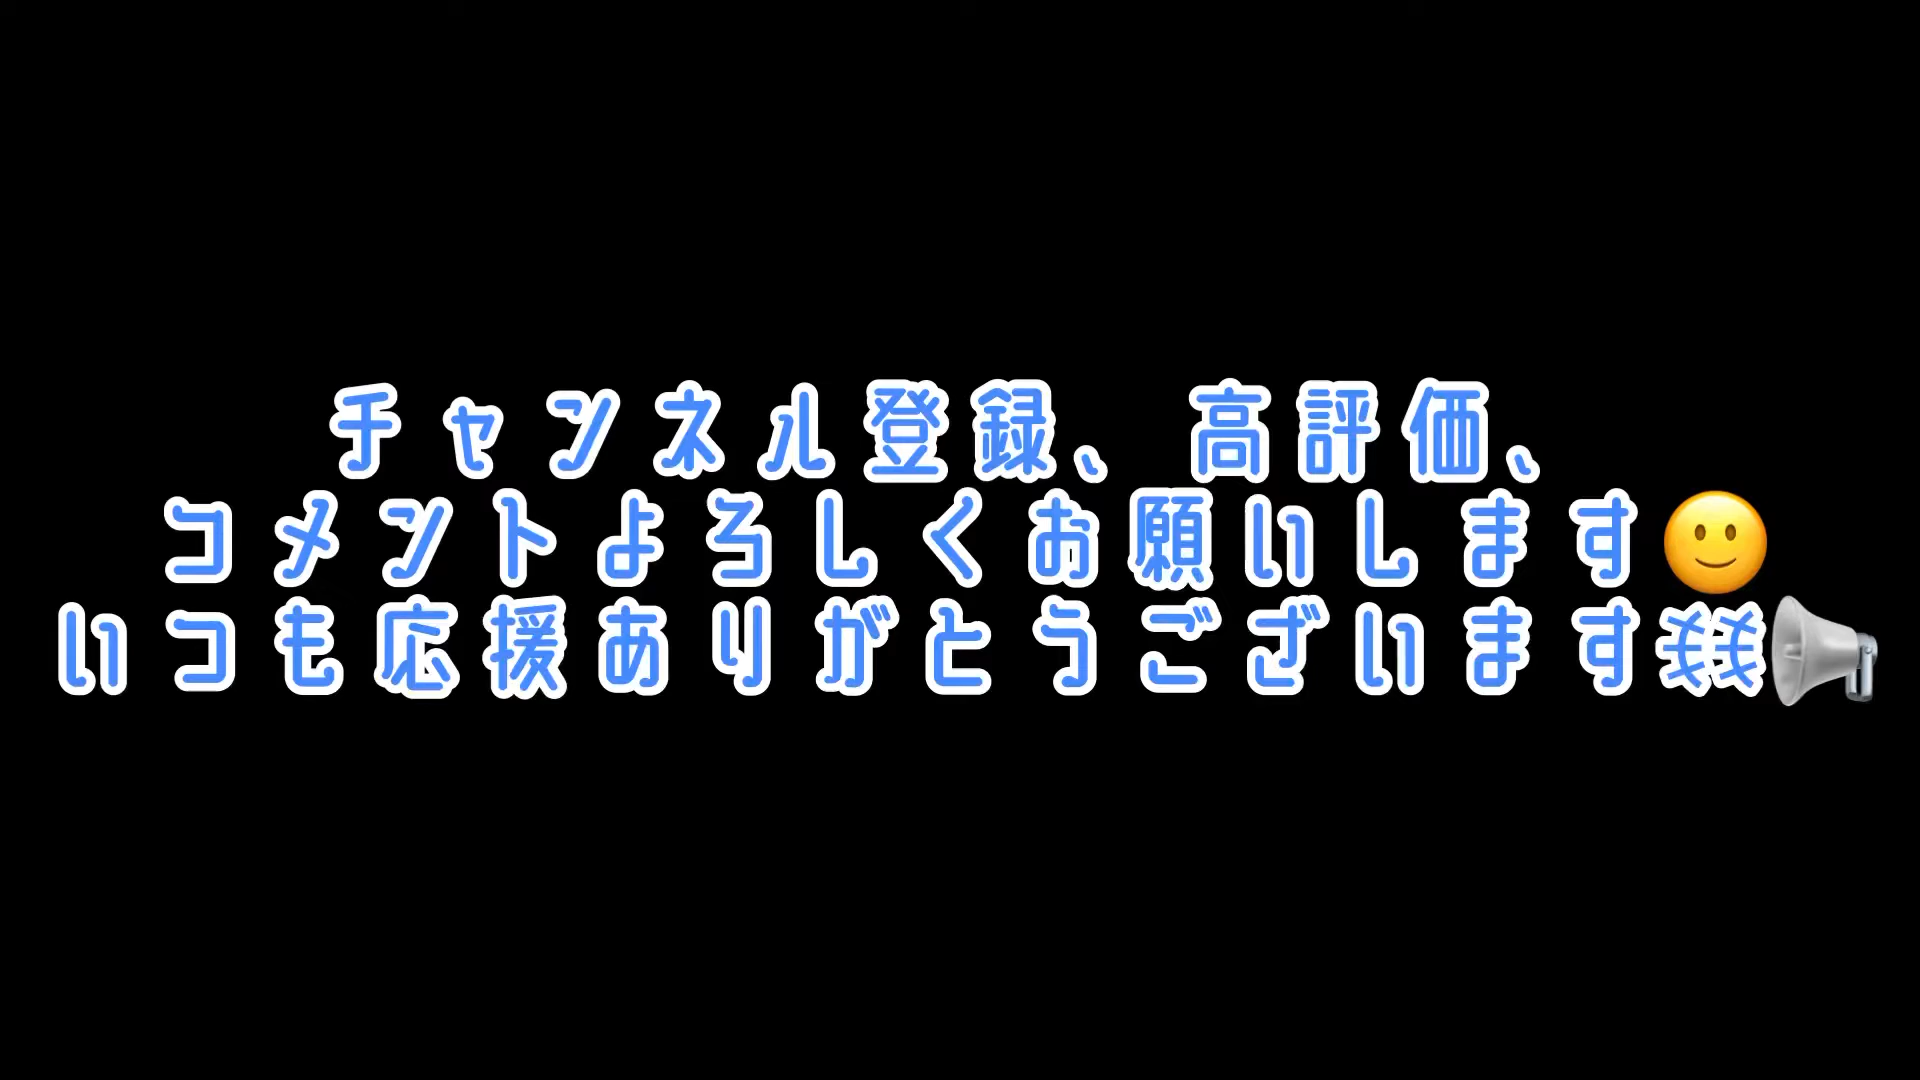 チャンネル登録、高評価、
コメントよろしくお願いします🙂
いつも応援ありがとうございます📢